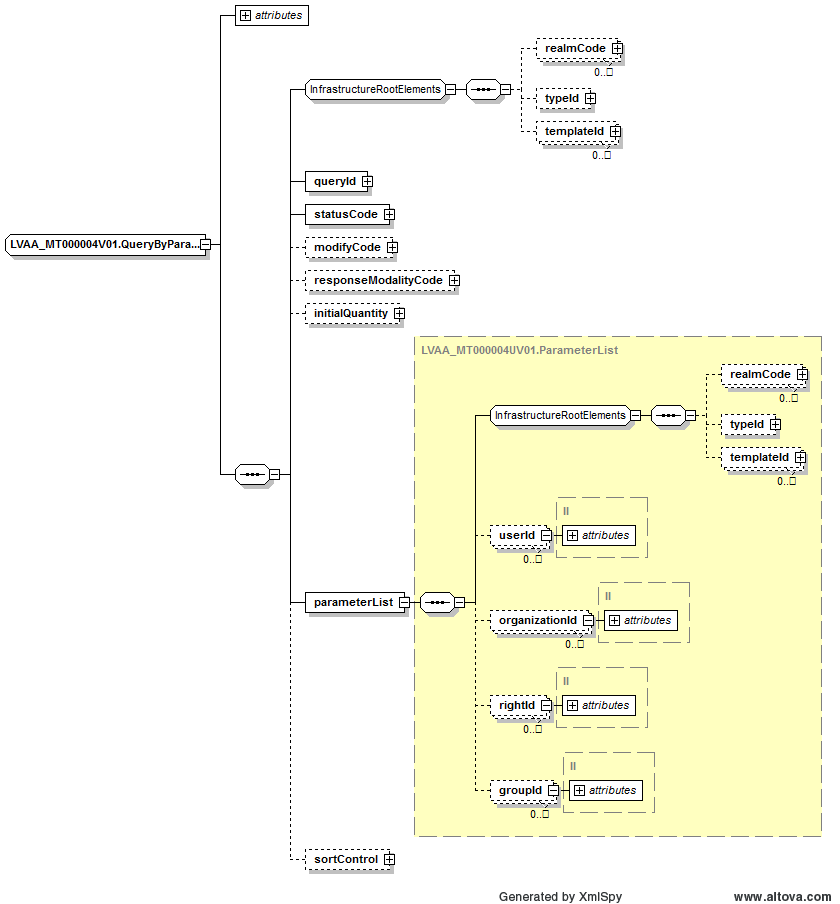 attributes
realmCode
0..□
InfrastructureRootElements
typeId
templateId
0..□
queryId
statusCode
LVAA_MT000004V01.QueryByPara...
modifyCode
responseModalityCode
initialQuantity
LVAA_MT000004UV01.ParameterList
realmCode
0..□
InfrastructureRootElements
typeId
templateId
0..□
II
userId
attributes
0..□
II
parameterList
organizationId
attributes
0..□
II
rightId
attributes
0..□
II
groupId
attributes
0..□
sortControl
Generated by XmlSpy
www.altova.com